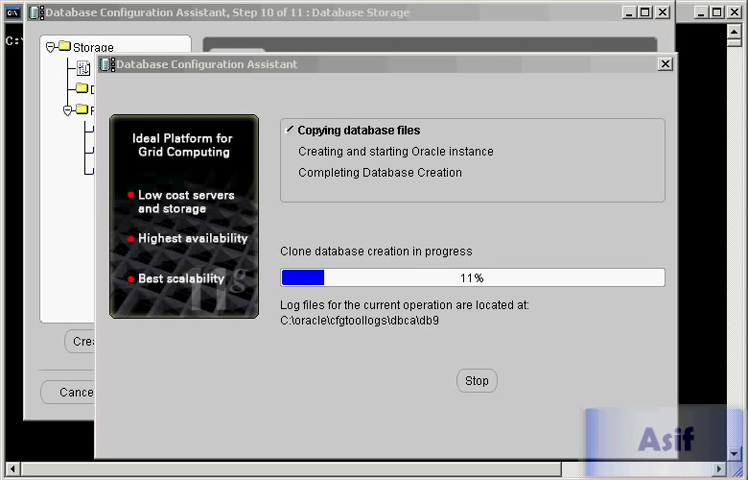 Database Configuration Assistant, Step 10 of 11 : Database Storage
C:\
Storage
Database Configuration Assistant
Ideal Platform for
Grid Computing
Low cost servers
and storage
Highest availability
Best scalability
11g
Copying database files
Creating and starting Oracle instance
Completing Database Creation
Clone database creation in progress
11%
Log files for the current operation are located at:
C:\oracle\cfgtoollogs\dbca\db9
Stop
Crea
Cance
Asif